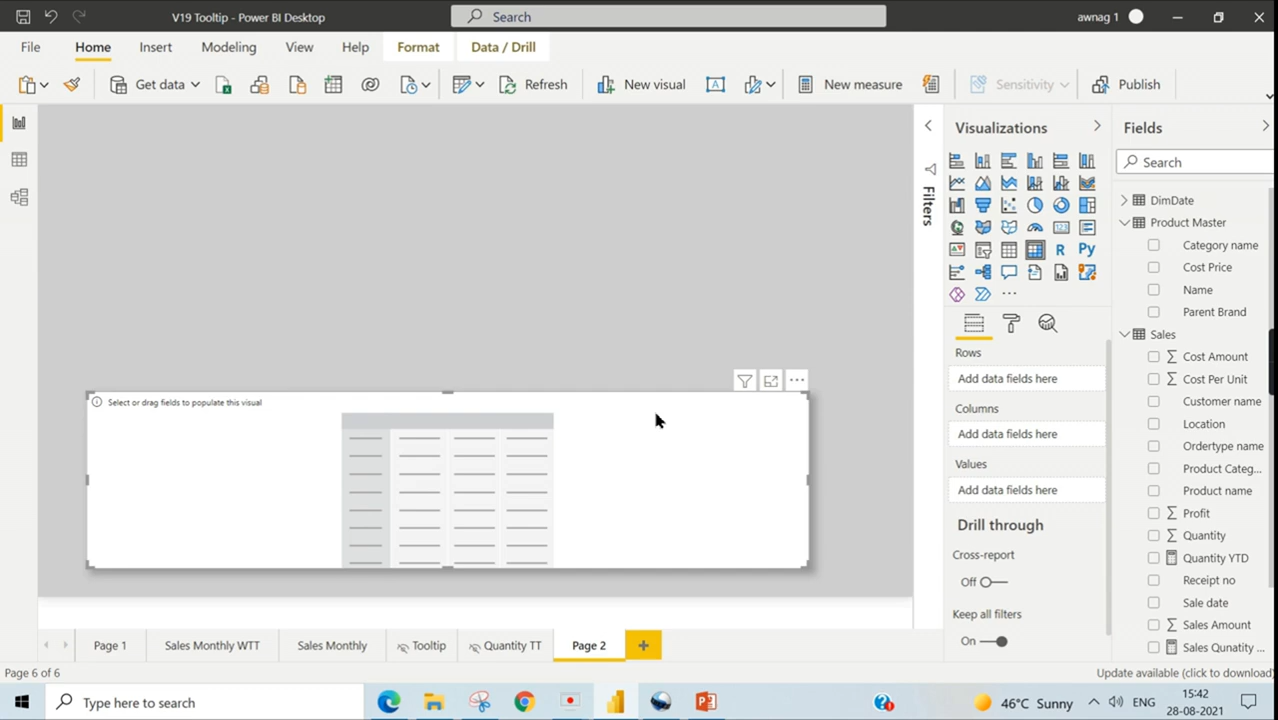 V19 Tooltip - Power BI Desktop
Search
awnag 1
File
Home
Insert
Modeling
View
Help
Format
Data / Drill
Get data
Refresh
New visual
New measure
Sensitivity
Publish
Visualizations
Fields
Search
Filters
R
Py
123
DimDate
Product Master
Category name
Cost Price
Name
Parent Brand
Sales
Cost Amount
Cost Per Unit
Customer name
Location
Ordertype name
Product Categ...
Product name
Profit
Quantity
Quantity YTD
Receipt no
Sale date
Sales Amount
Sales Qunatity ...
Rows
Add data fields here
Columns
Add data fields here
Values
Add data fields here
Drill through
Cross-report
Off
Keep all filters
On
Select or drag fields to populate this visual
Page 1
Sales Monthly WTT
Sales Monthly
Tooltip
Quantity TT
Page 2
Page 6 of 6
Update available (click to download)
Type here to search
46°C Sunny
ENG
15:42
28-08-2021